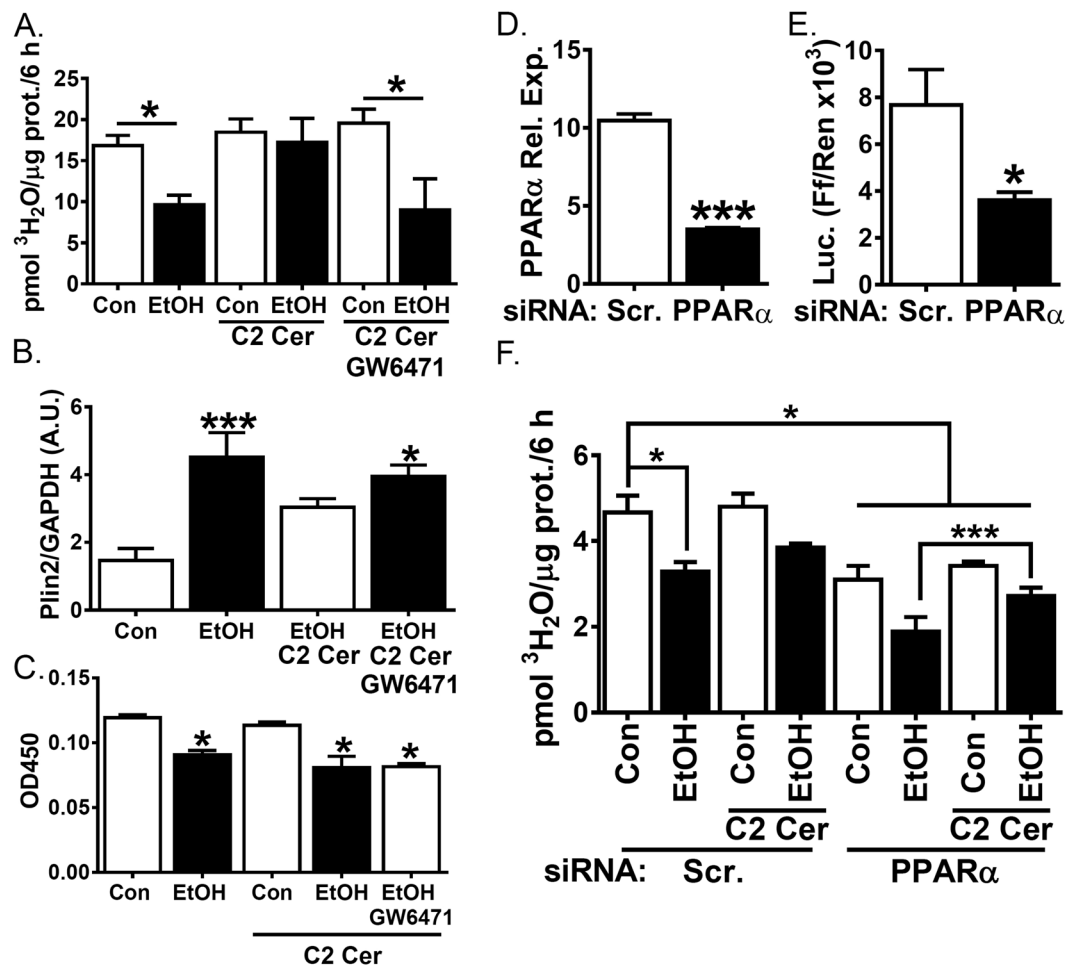 A.
pmol ³H₂O/µg prot./6 h
25
20
15
10
5
0
* *
Con EtOH Con EtOH Con EtOH
C2 Cer C2 Cer
GW6471
B.
Plin2/GAPDH (A.U.)
6
4
2
0
*** *
Con EtOH EtOH EtOH
C2 Cer C2 Cer
GW6471
C.
OD450
0.15
0.10
0.05
0.00
* * *
Con EtOH Con EtOH EtOH
GW6471
C2 Cer
D.
PPARα Rel. Exp.
15
10
5
0
***
siRNA: Scr. PPARα
E.
Luc. (Ff/Ren x10³)
10
8
6
4
2
0
*
siRNA: Scr. PPARα
F.
pmol ³H₂O/µg prot./6 h
6
4
2
0
*
*
***
Con EtOH Con EtOH Con EtOH Con EtOH
C2 Cer C2 Cer
siRNA: Scr. PPARα